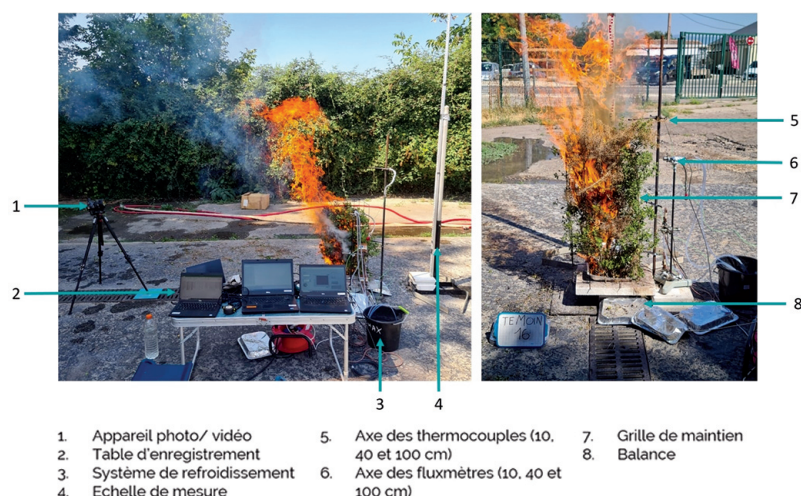 1
2
3
4
5
6
7
8
TEMOIN
16
1. Appareil photo/ vidéo
2. Table d'enregistrement
3. Système de refroidissement
4. Echelle de mesure
5. Axe des thermocouples (10,
40 et 100 cm)
6. Axe des fluxmètres (10, 40 et
100 cm)
7. Grille de maintien
8. Balance